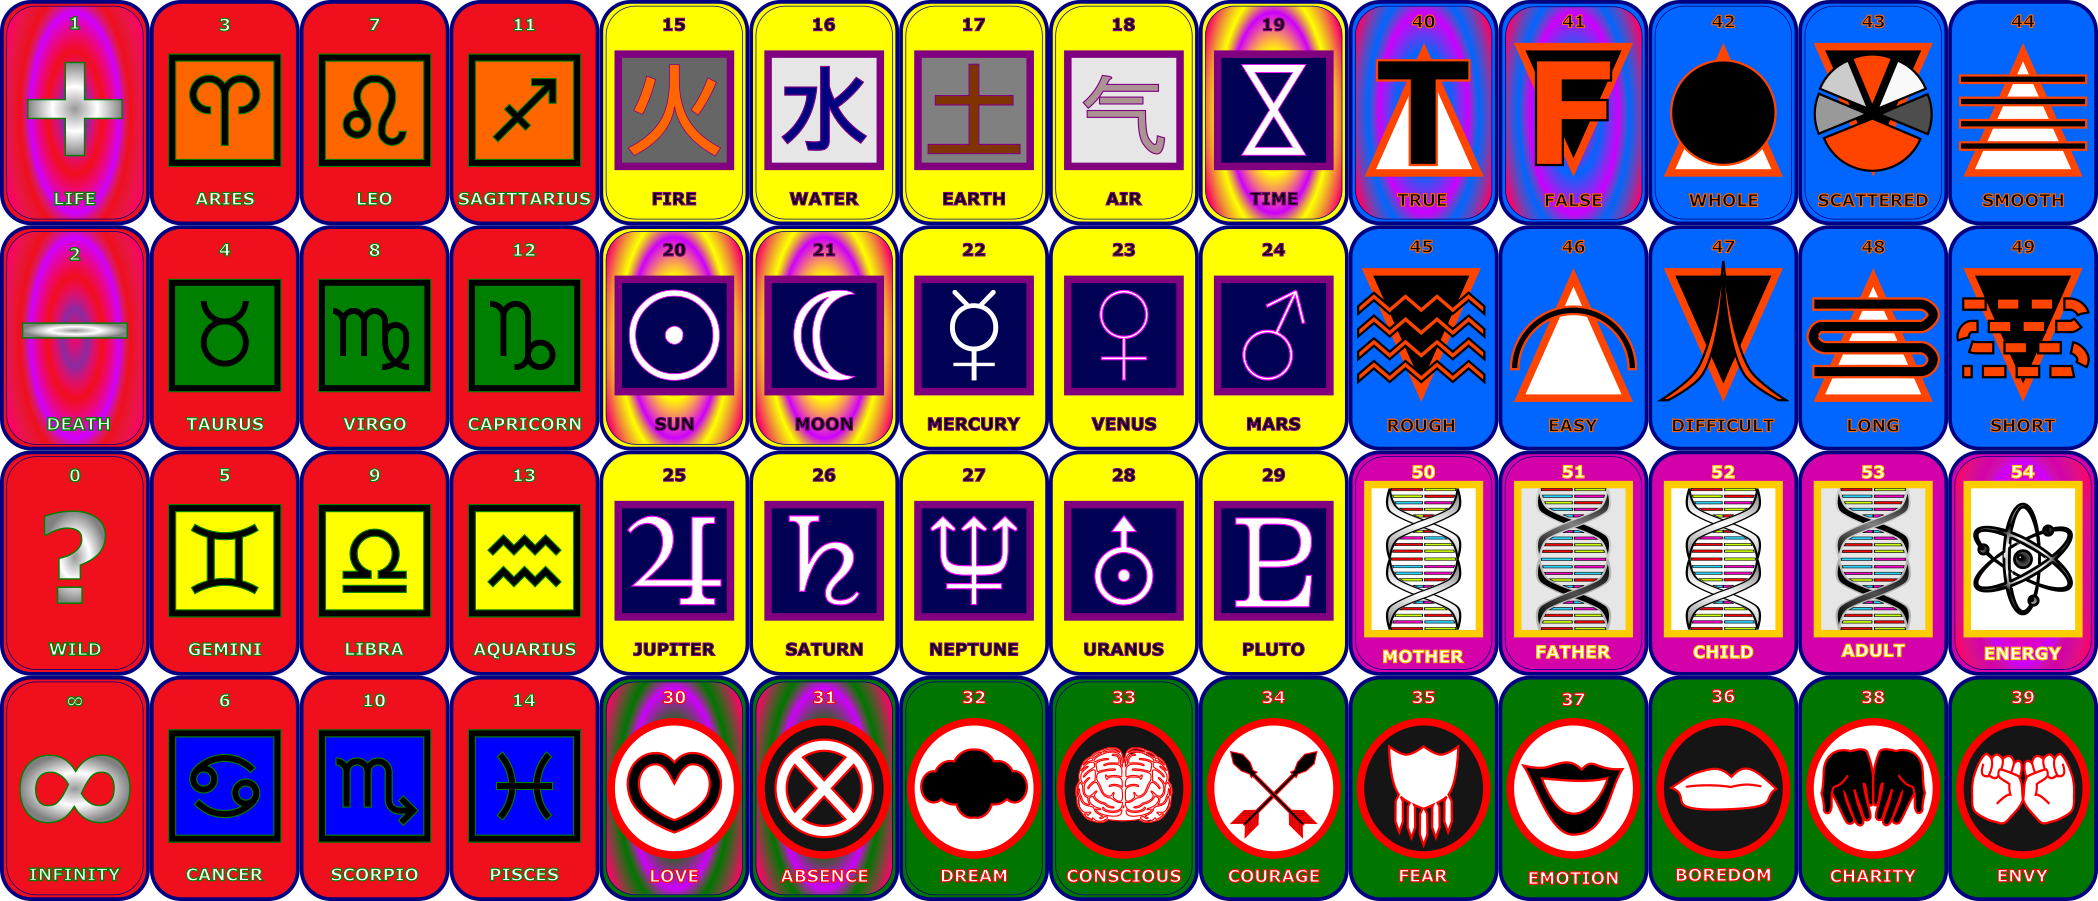 1
LIFE
3
ARIES
7
LEO
11
SAGITTARIUS
15
火
FIRE
16
水
WATER
17
土
EARTH
18
气
AIR
19
TIME
40
T
TRUE
41
F
FALSE
42
WHOLE
43
SCATTERED
44
SMOOTH
2
DEATH
4
TAURUS
8
VIRGO
12
CAPRICORN
20
SUN
21
MOON
22
MERCURY
23
VENUS
24
MARS
45
ROUGH
46
EASY
47
DIFFICULT
48
LONG
49
SHORT
0
?
WILD
5
GEMINI
9
LIBRA
13
AQUARIUS
25
JUPITER
26
SATURN
27
NEPTUNE
28
URANUS
29
PLUTO
50
MOTHER
51
FATHER
52
CHILD
53
ADULT
54
ENERGY
∞
INFINITY
6
CANCER
10
SCORPIO
14
PISCES
30
LOVE
31
ABSENCE
32
DREAM
33
CONSCIOUS
34
COURAGE
35
FEAR
37
EMOTION
36
BOREDOM
38
CHARITY
39
ENVY